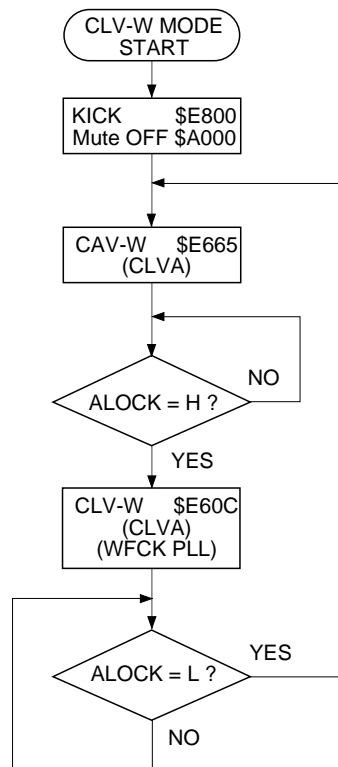 CLV-W MODE
START
KICK $E800
Mute OFF $A000
CAV-W $E665
(CLVA)
NO
ALOCK = H ?
YES
CLV-W $E60C
(CLVA)
(WFCK PLL)
YES
ALOCK = L ?
NO